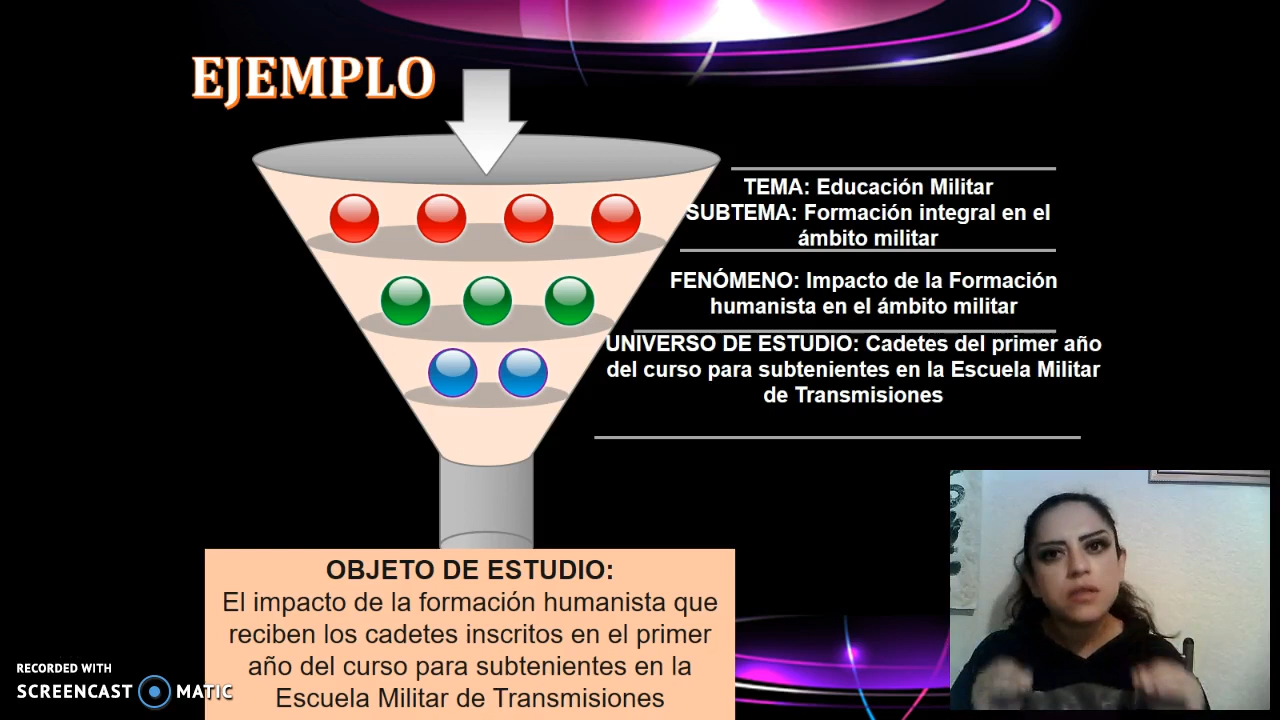 EJEMPLO
TEMA: Educación Militar
SUBTEMA: Formación integral en el
ámbito militar
FENÓMENO: Impacto de la Formación
humanista en el ámbito militar
UNIVERSO DE ESTUDIO: Cadetes del primer año
del curso para subtenientes en la Escuela Militar
de Transmisiones
OBJETO DE ESTUDIO:
El impacto de la formación humanista que
reciben los cadetes inscritos en el primer
año del curso para subtenientes en la
Escuela Militar de Transmisiones
RECORDED WITH
SCREENCAST MATIC